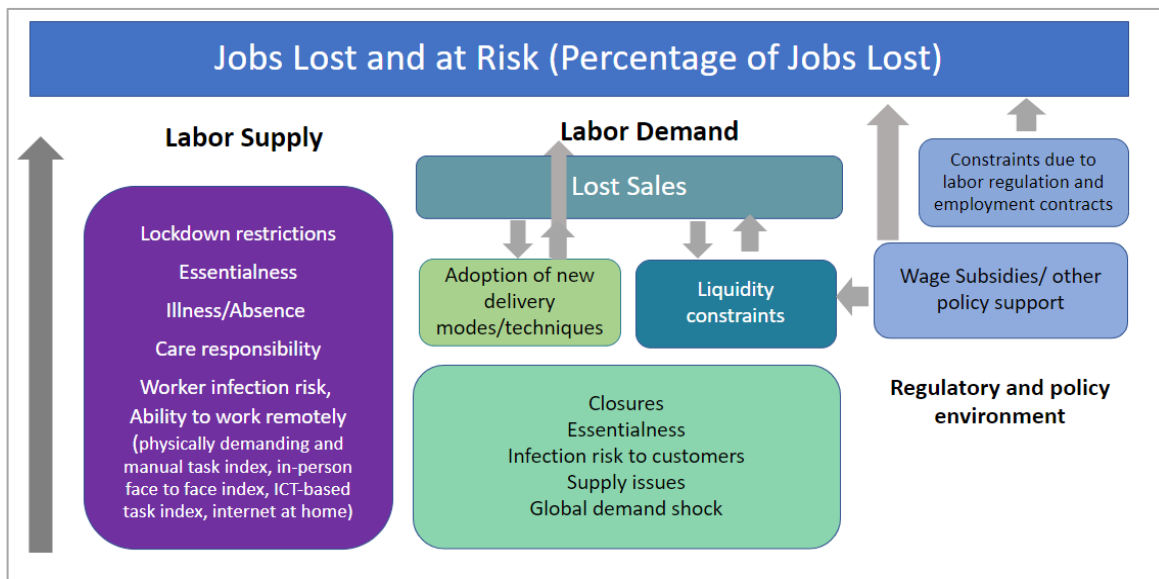 Jobs Lost and at Risk (Percentage of Jobs Lost)
Labor Supply
Lockdown restrictions
Essentialness
Illness/Absence
Care responsibility
Worker infection risk,
Ability to work remotely
(physically demanding and
manual task index, in-person
face to face index, ICT-based
task index, internet at home)
Labor Demand
Lost Sales
Adoption of new
delivery
modes/techniques
Liquidity
constraints
Closures
Essentialness
Infection risk to customers
Supply issues
Global demand shock
Constraints due to
labor regulation and
employment contracts
Wage Subsidies/ other
policy support
Regulatory and policy
environment